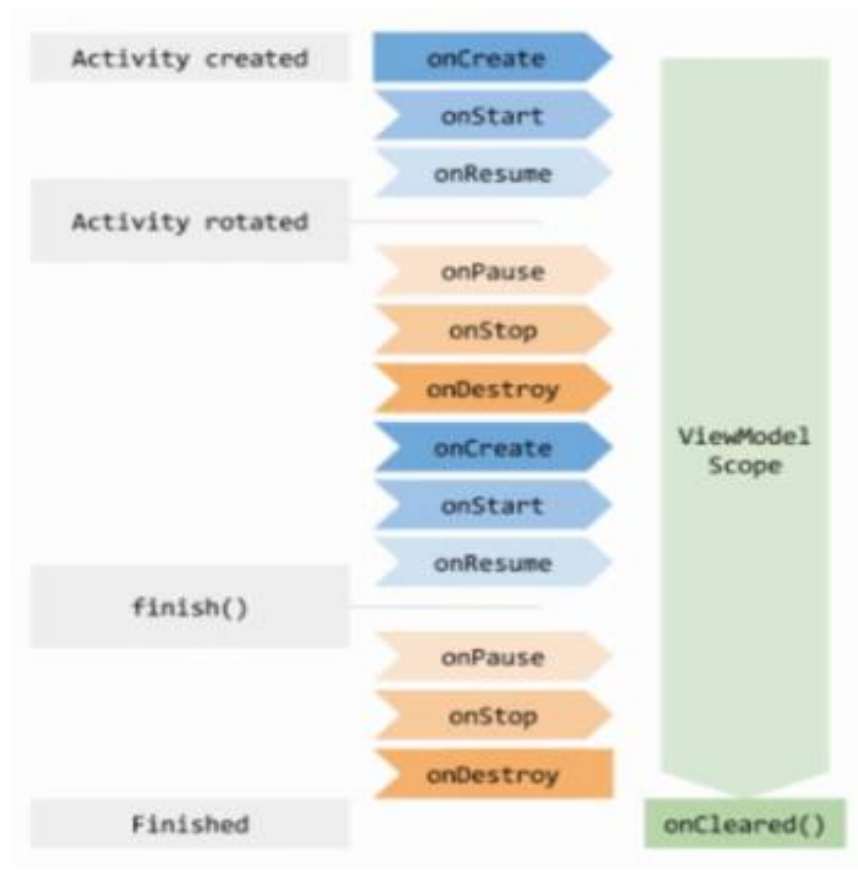 Activity created
onCreate
onStart
onResume
Activity rotated
onPause
onStop
onDestroy
onCreate
ViewModel
Scope
onStart
onResume
finish()
onPause
onStop
onDestroy
Finished
onCleared()